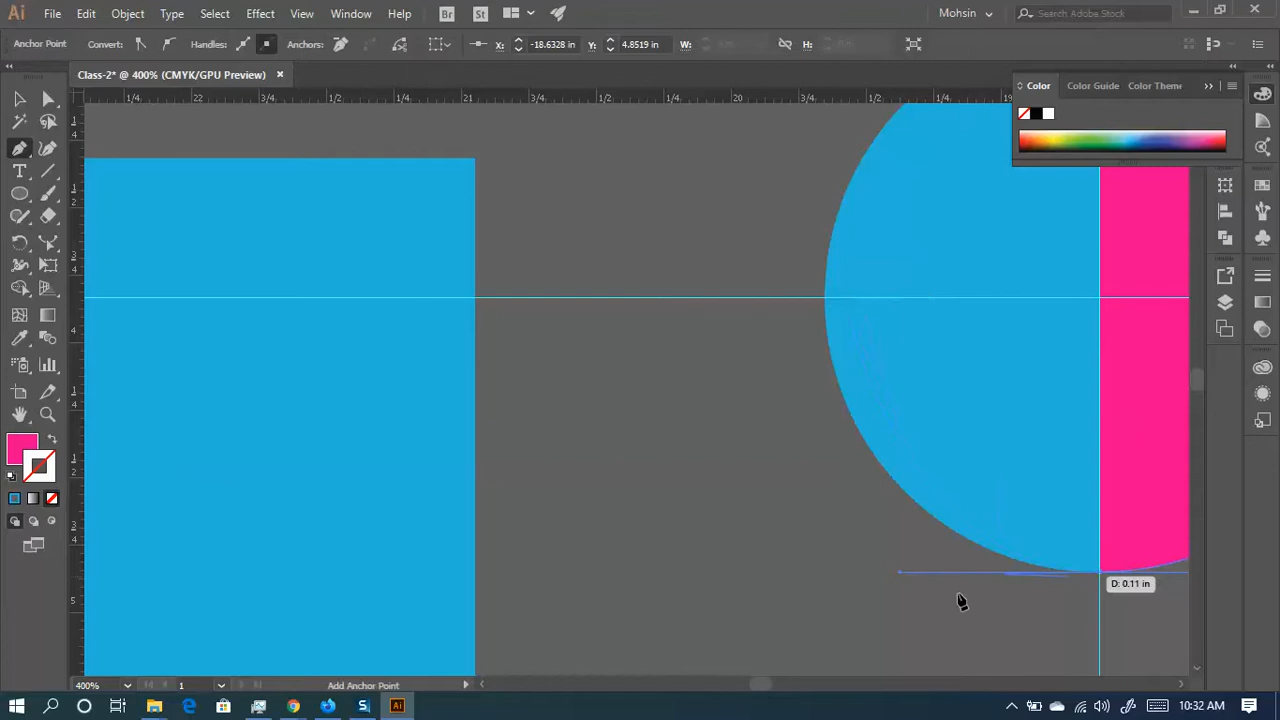 Ai File Edit Object Type Select Effect View Window Help Br St Mohsin Search Adobe Stock
Anchor Point Convert: Handles: Anchors: X: -18.6328 in Y: 4.8519 in W: H:
Class-2* @ 400% (CMYK/GPU Preview) ×
Color Color Guide Color Theme
1/4 22 3/4 1/2 1/4 21 3/4 1/2 1/4 20 3/4 1/2 1/4 19
D: 0.11 in
400% 1 Add Anchor Point
10:32 AM